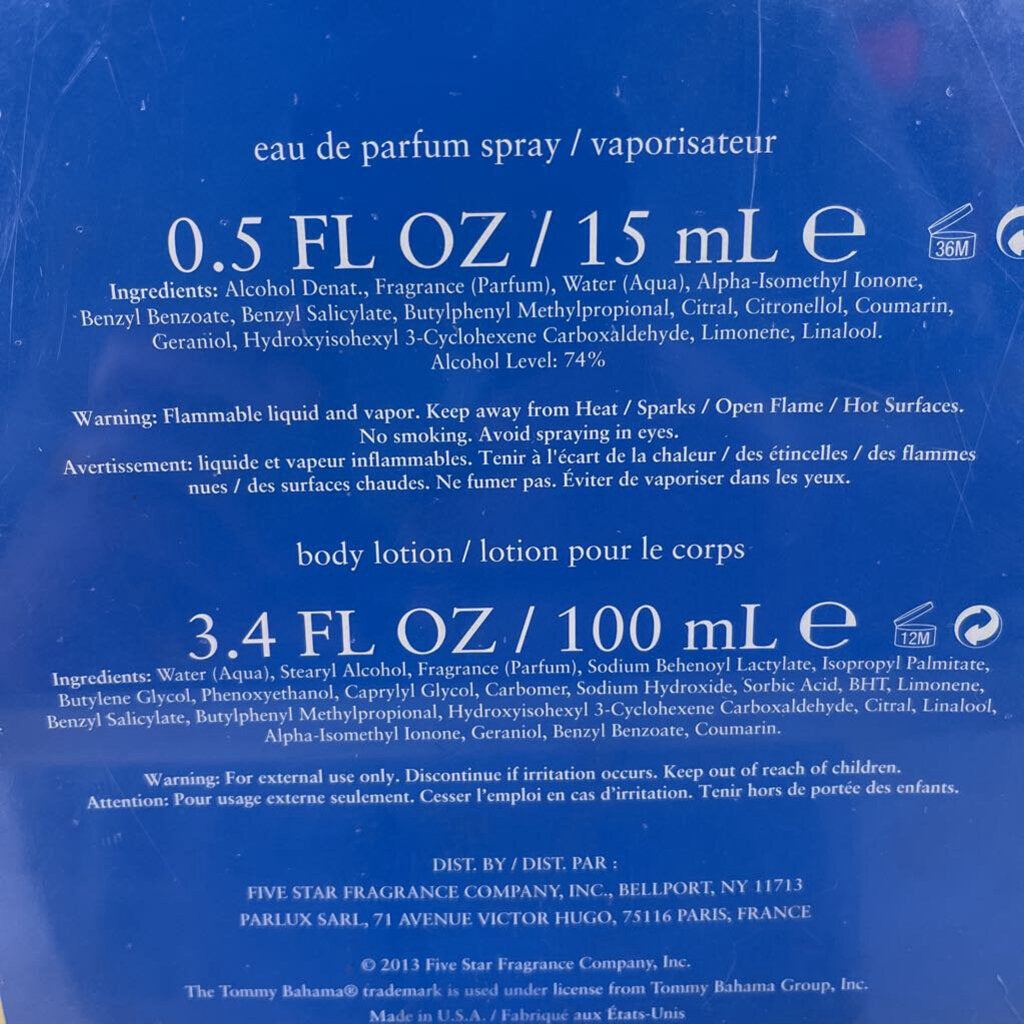 eau de parfum spray / vaporisateur
0.5 FL OZ / 15 mL ℮
36M
Ingredients: Alcohol Denat., Fragrance (Parfum), Water (Aqua), Alpha-Isomethyl Ionone,
Benzyl Benzoate, Benzyl Salicylate, Butylphenyl Methylpropional, Citral, Citronellol, Coumarin,
Geraniol, Hydroxyisohexyl 3-Cyclohexene Carboxaldehyde, Limonene, Linalool.
Alcohol Level: 74%
Warning: Flammable liquid and vapor. Keep away from Heat / Sparks / Open Flame / Hot Surfaces.
No smoking. Avoid spraying in eyes.
Avertissement: liquide et vapeur inflammables. Tenir à l'écart de la chaleur / des étincelles / des flammes
nues / des surfaces chaudes. Ne fumer pas. Éviter de vaporiser dans les yeux.
body lotion / lotion pour le corps
3.4 FL OZ / 100 mL ℮
12M
Ingredients: Water (Aqua), Stearyl Alcohol, Fragrance (Parfum), Sodium Behenoyl Lactylate, Isopropyl Palmitate,
Butylene Glycol, Phenoxyethanol, Caprylyl Glycol, Carbomer, Sodium Hydroxide, Sorbic Acid, BHT, Limonene,
Benzyl Salicylate, Butylphenyl Methylpropional, Hydroxyisohexyl 3-Cyclohexene Carboxaldehyde, Citral, Linalool,
Alpha-Isomethyl Ionone, Geraniol, Benzyl Benzoate, Coumarin.
Warning: For external use only. Discontinue if irritation occurs. Keep out of reach of children.
Attention: Pour usage externe seulement. Cesser l'emploi en cas d'irritation. Tenir hors de portée des enfants.
DIST. BY / DIST. PAR :
FIVE STAR FRAGRANCE COMPANY, INC., BELLPORT, NY 11713
PARLUX SARL, 71 AVENUE VICTOR HUGO, 75116 PARIS, FRANCE
© 2013 Five Star Fragrance Company, Inc.
The Tommy Bahama® trademark is used under license from Tommy Bahama Group, Inc.
Made in U.S.A. / Fabriqué aux États-Unis